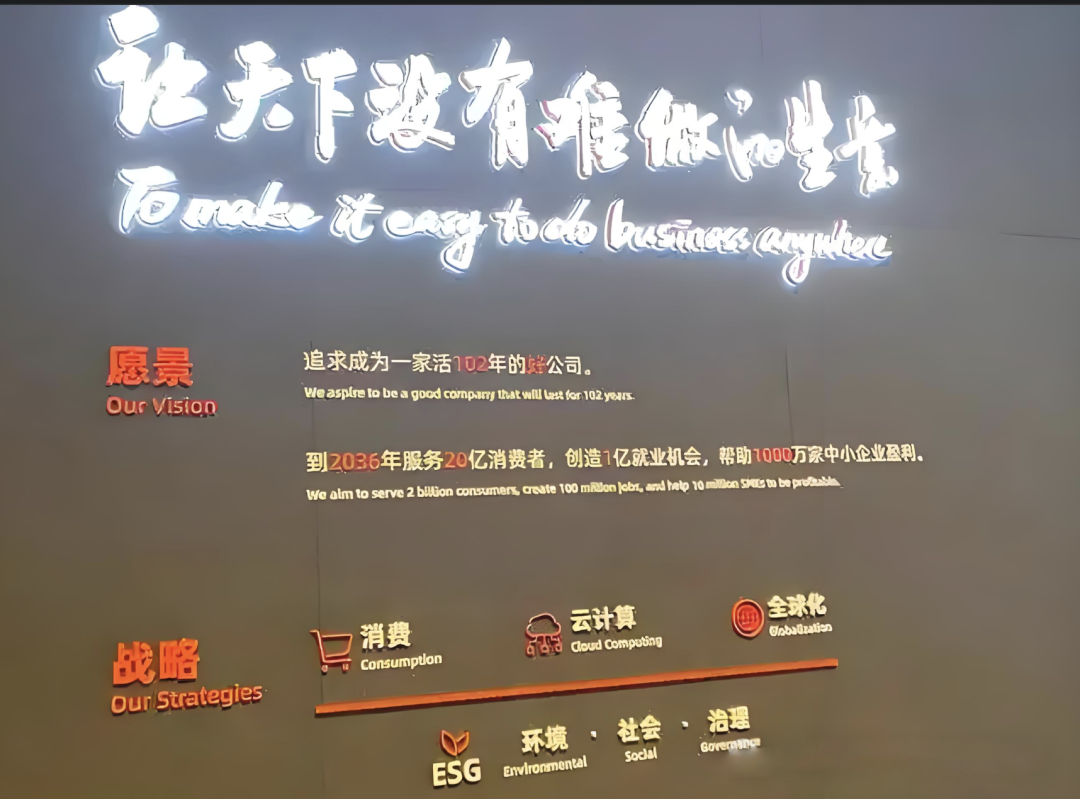 让天下没有难做的生意
To make it easy to do business anywhere
愿景
Our Vision
追求成为一家活102年的好公司。
We aspire to be a good company that will last for 102 years.
到2036年服务20亿消费者，创造1亿就业机会，帮助1000万家中小企业盈利。
We aim to serve 2 billion consumers, create 100 million jobs, and help 10 million SMEs to be profitable.
战略
Our Strategies
消费
Consumption
云计算
Cloud Computing
全球化
Globalization
ESG
环境 · 社会 · 治理
Environmental Social Governance